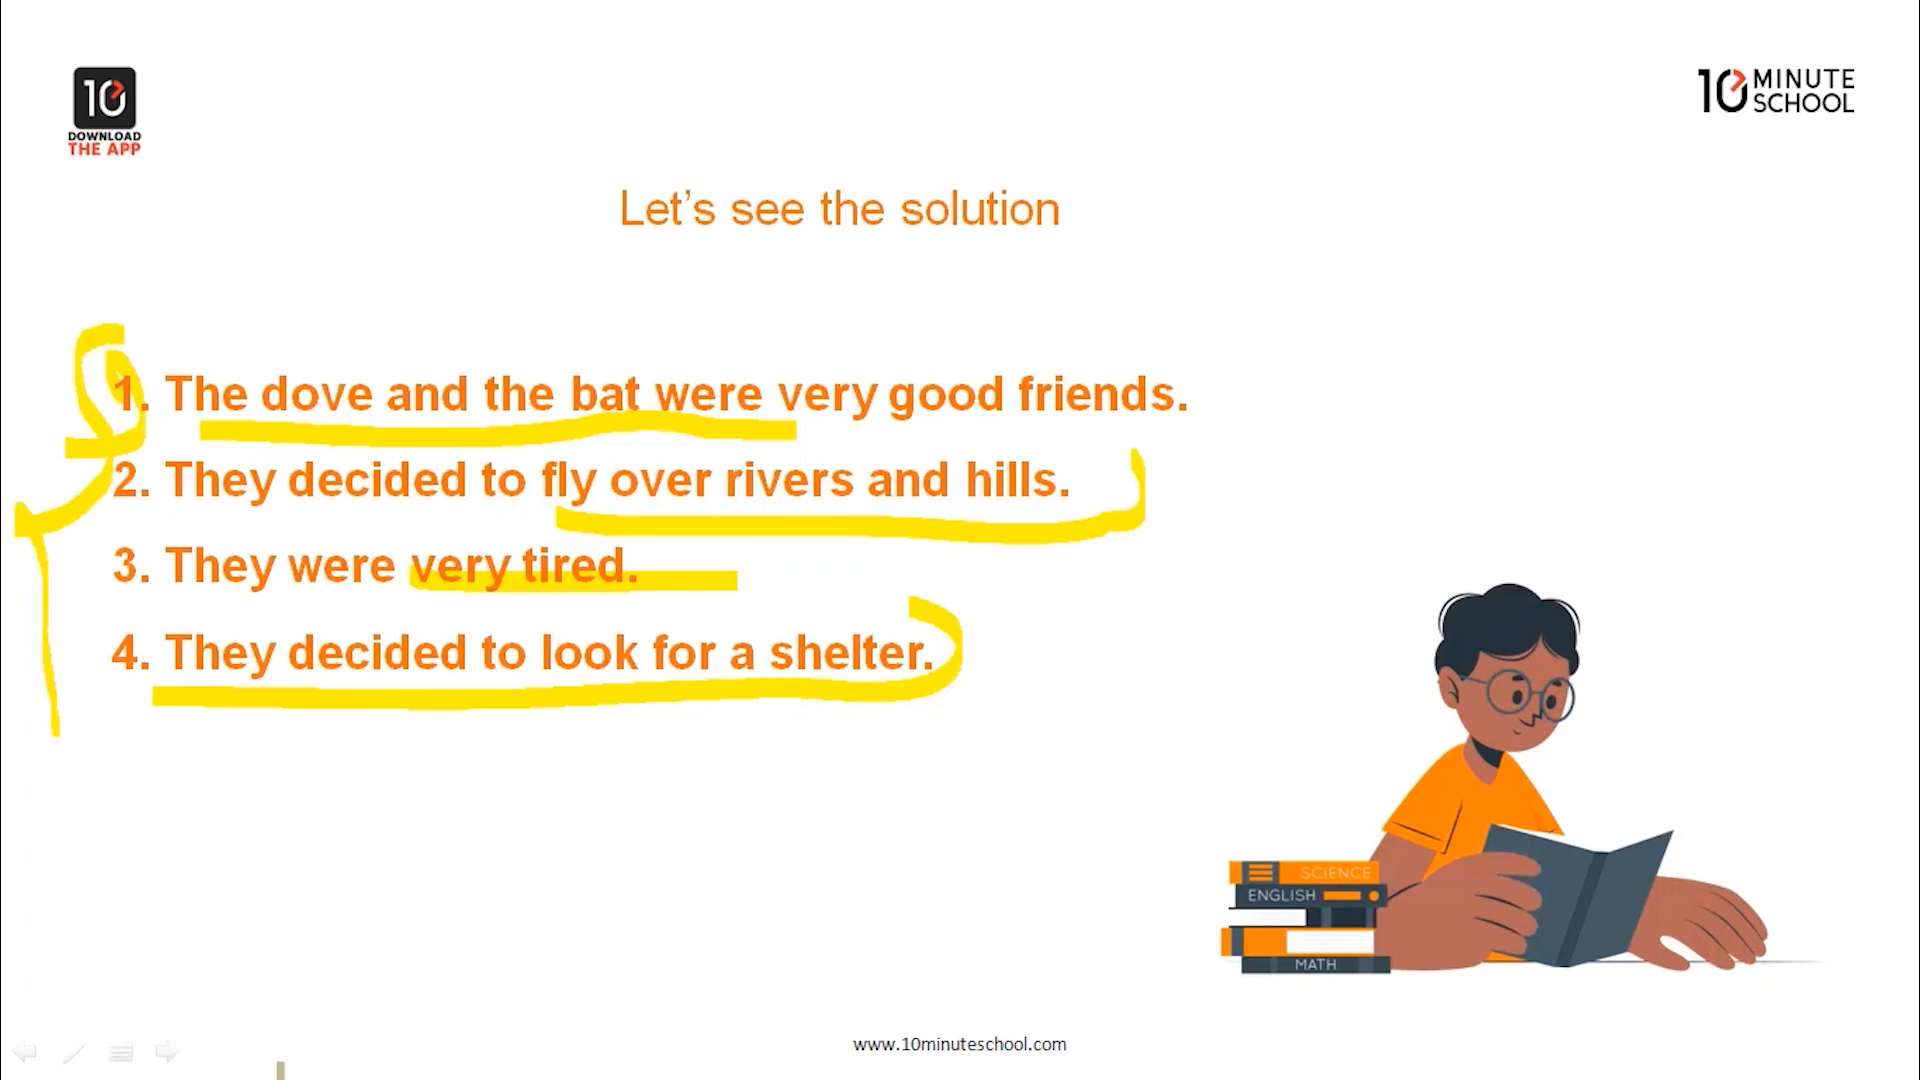 10
DOWNLOAD
THE APP
10 MINUTE
SCHOOL
Let's see the solution
1. The dove and the bat were very good friends.
2. They decided to fly over rivers and hills.
3. They were very tired.
4. They decided to look for a shelter.
SCIENCE
ENGLISH
MATH
www.10minuteschool.com